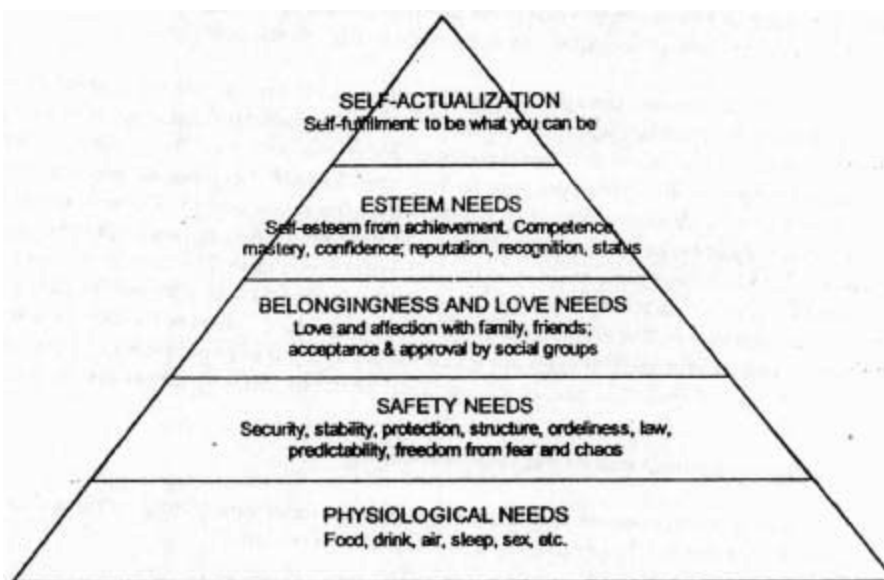 SELF-ACTUALIZATION
Self-fulfillment: to be what you can be
ESTEEM NEEDS
Self-esteem from achievement. Competence,
mastery, confidence; reputation, recognition, status
BELONGINGNESS AND LOVE NEEDS
Love and affection with family, friends;
acceptance & approval by social groups
SAFETY NEEDS
Security, stability, protection, structure, ordeliness, law,
predictability, freedom from fear and chaos
PHYSIOLOGICAL NEEDS
Food, drink, air, sleep, sex, etc.